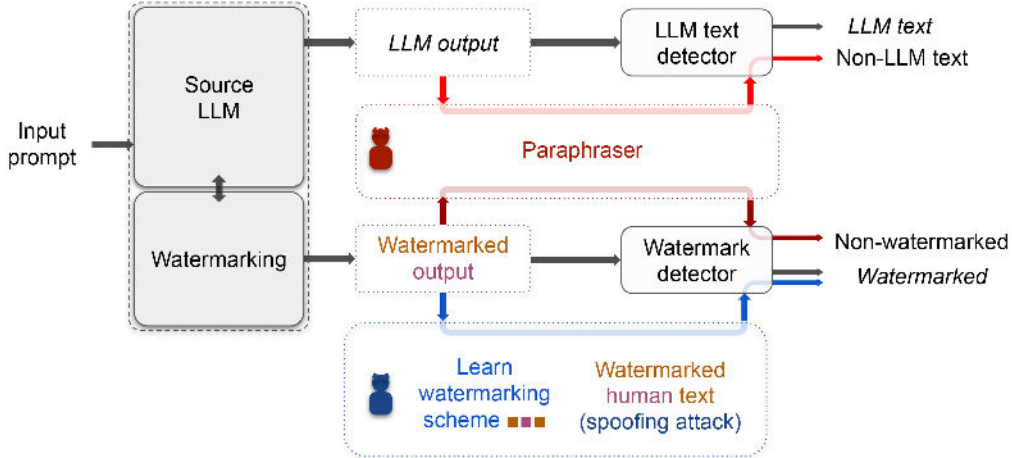 Input
prompt
Source
LLM
Watermarking
LLM output
LLM text
detector
LLM text
Non-LLM text
Paraphraser
Watermarked
output
Watermark
detector
Non-watermarked
Watermarked
Learn
watermarking
scheme
Watermarked
human text
(spoofing attack)